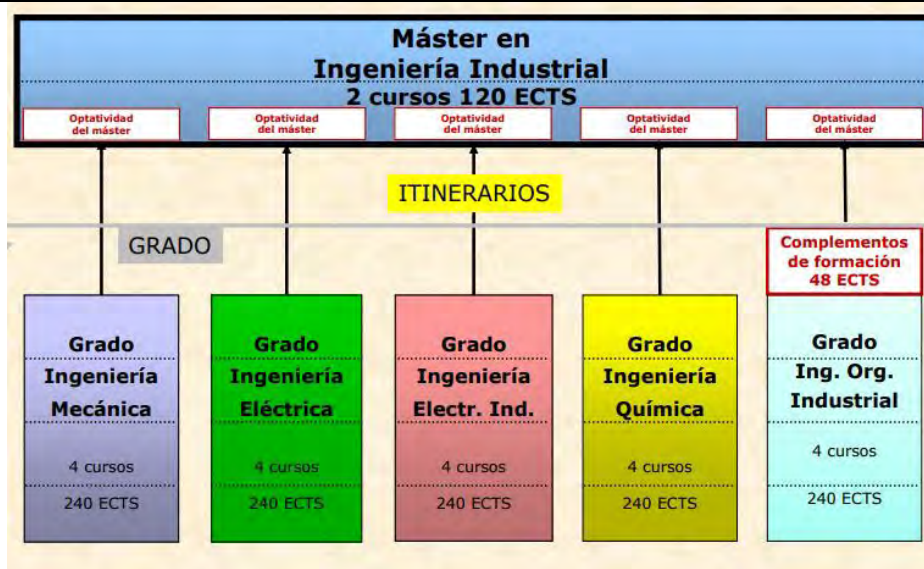 Máster en
Ingeniería Industrial
2 cursos 120 ECTS
Optatividad
del máster
Optatividad
del máster
Optatividad
del máster
Optatividad
del máster
Optatividad
del máster
ITINERARIOS
GRADO
Complementos
de formación
48 ECTS
Grado
Ingeniería
Mecánica
4 cursos
240 ECTS
Grado
Ingeniería
Eléctrica
4 cursos
240 ECTS
Grado
Ingeniería
Electr. Ind.
4 cursos
240 ECTS
Grado
Ingeniería
Química
4 cursos
240 ECTS
Grado
Ing. Org.
Industrial
4 cursos
240 ECTS